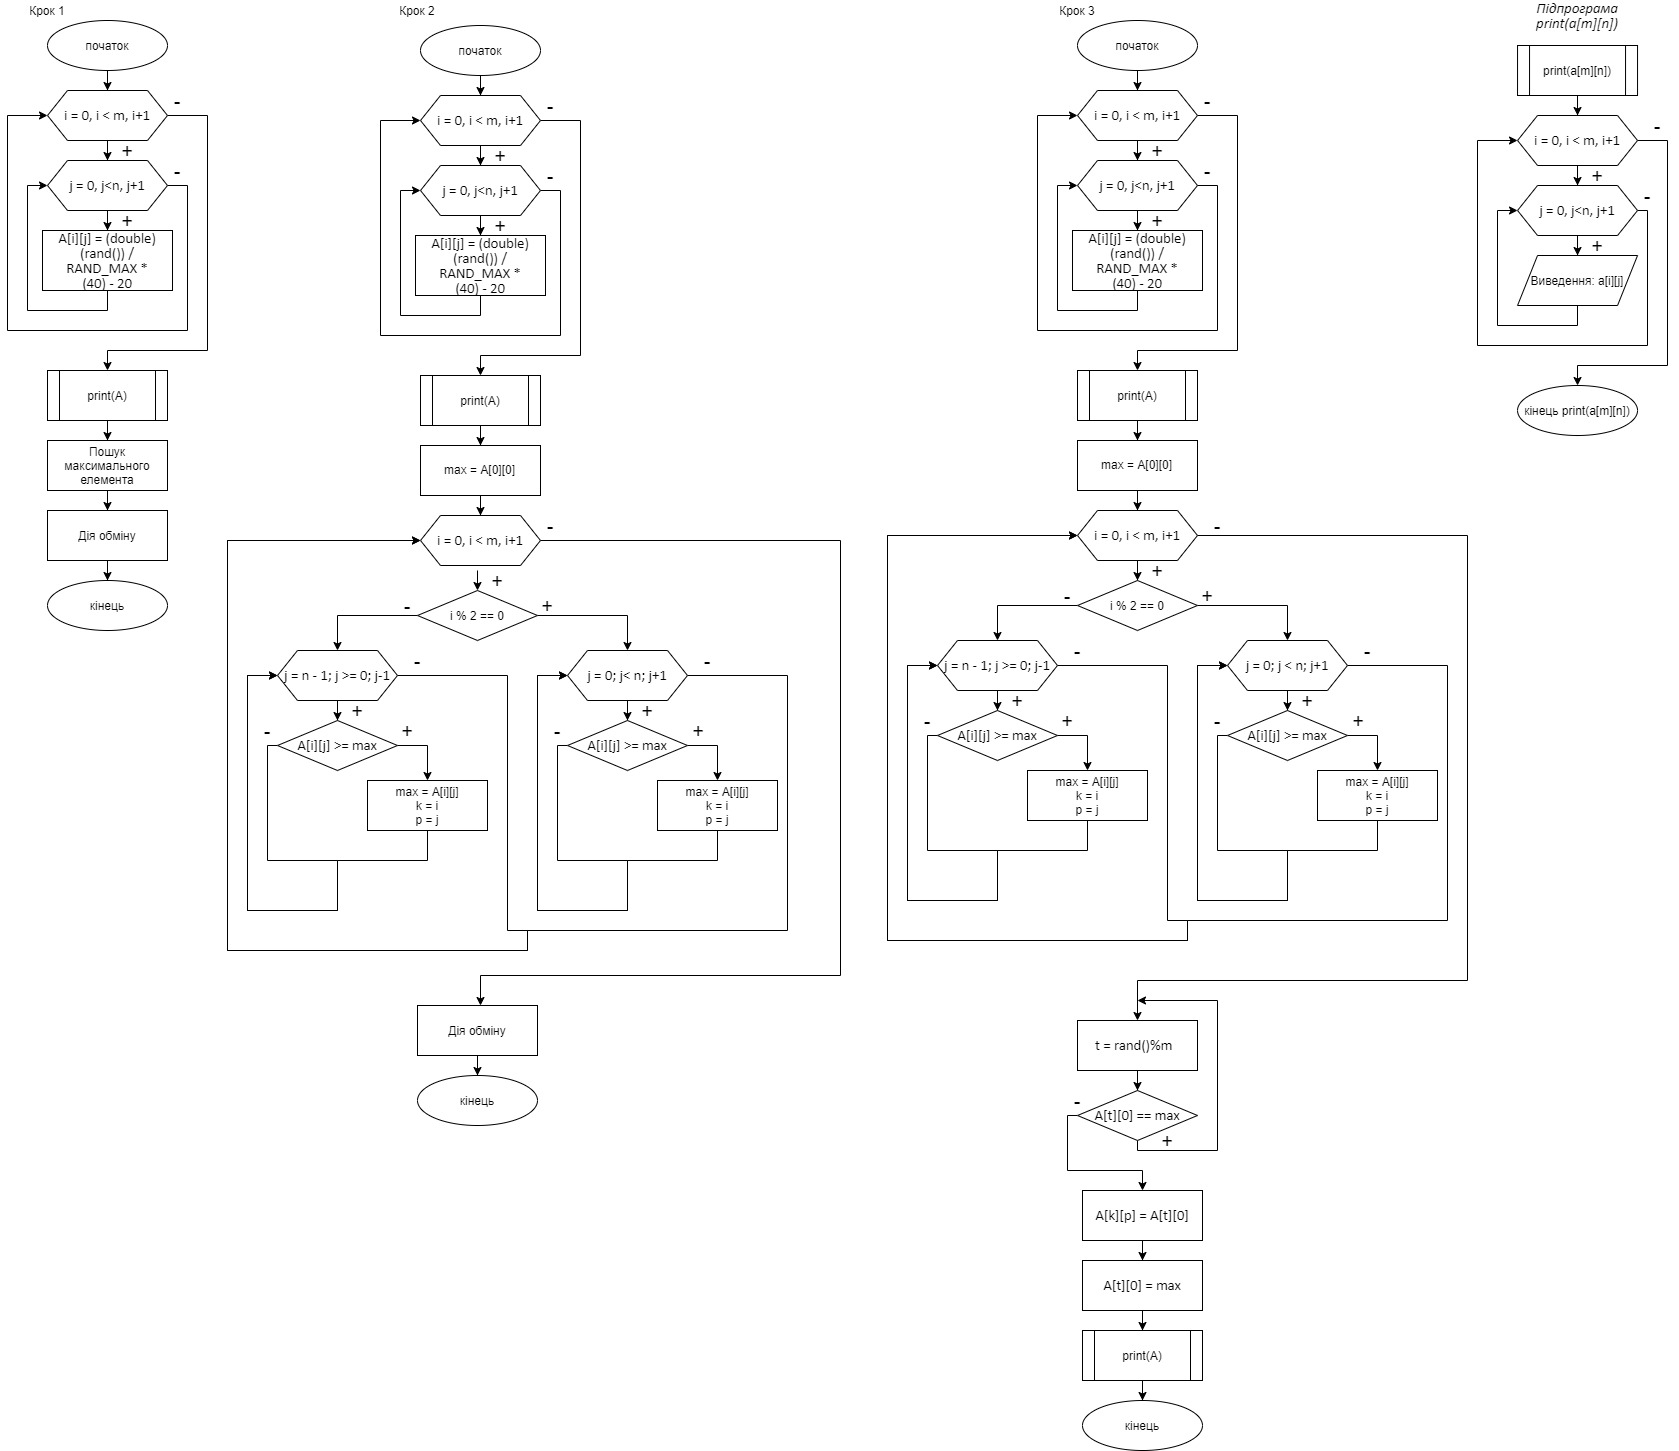 Крок 1
початок
i = 0, i < m, i+1
-
+
j = 0, j<n, j+1
-
+
A[i][j] = (double)
(rand()) /
RAND_MAX *
(40) - 20
print(A)
Пошук
максимального
елемента
Дія обміну
кінець
Крок 2
початок
i = 0, i < m, i+1
-
+
j = 0, j<n, j+1
-
+
A[i][j] = (double)
(rand()) /
RAND_MAX *
(40) - 20
print(A)
max = A[0][0]
i = 0, i < m, i+1
-
+
i % 2 == 0
-
+
j = n - 1; j >= 0; j-1
-
+
A[i][j] >= max
-
+
max = A[i][j]
k = i
p = j
j = 0; j< n; j+1
-
+
A[i][j] >= max
-
+
max = A[i][j]
k = i
p = j
Дія обміну
кінець
Крок 3
початок
i = 0, i < m, i+1
-
+
j = 0, j<n, j+1
-
+
A[i][j] = (double)
(rand()) /
RAND_MAX *
(40) - 20
print(A)
max = A[0][0]
i = 0, i < m, i+1
-
+
i % 2 == 0
-
+
j = n - 1; j >= 0; j-1
-
+
A[i][j] >= max
-
+
max = A[i][j]
k = i
p = j
j = 0; j < n; j+1
-
+
A[i][j] >= max
-
+
max = A[i][j]
k = i
p = j
t = rand()%m
A[t][0] == max
-
+
A[k][p] = A[t][0]
A[t][0] = max
print(A)
кінець
Підпрограма
print(a[m][n])
print(a[m][n])
i = 0, i < m, i+1
-
+
j = 0, j<n, j+1
-
+
Виведення: a[i][j]
кінець print(a[m][n])